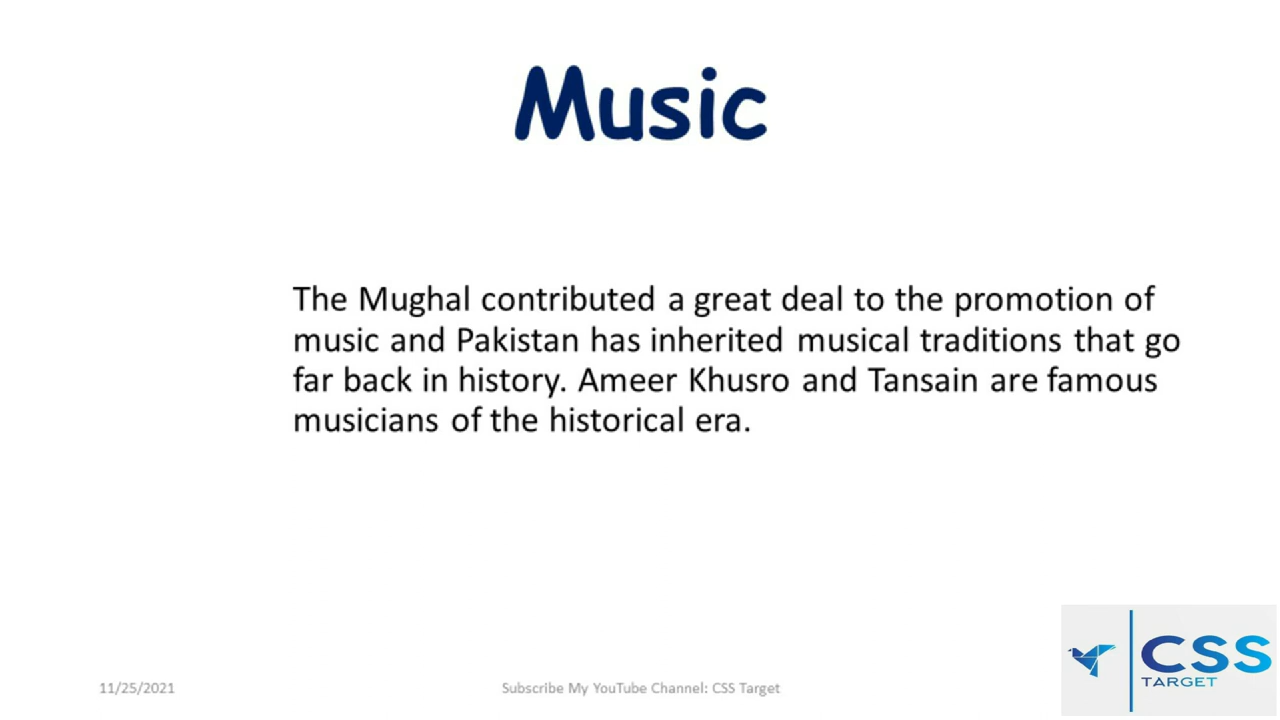 Music
The Mughal contributed a great deal to the promotion of
music and Pakistan has inherited musical traditions that go
far back in history. Ameer Khusro and Tansain are famous
musicians of the historical era.
11/25/2021
Subscribe My YouTube Channel: CSS Target
CSS
TARGET